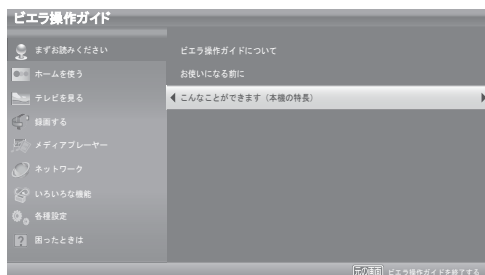 ビエラ操作ガイド
まずお読みください
ホームを使う
テレビを見る
録画する
メディアプレーヤー
ネットワーク
いろいろな機能
各種設定
困ったときは
ビエラ操作ガイドについて
お使いになる前に
こんなことができます（本機の特長）
元の画面 ビエラ操作ガイドを終了する